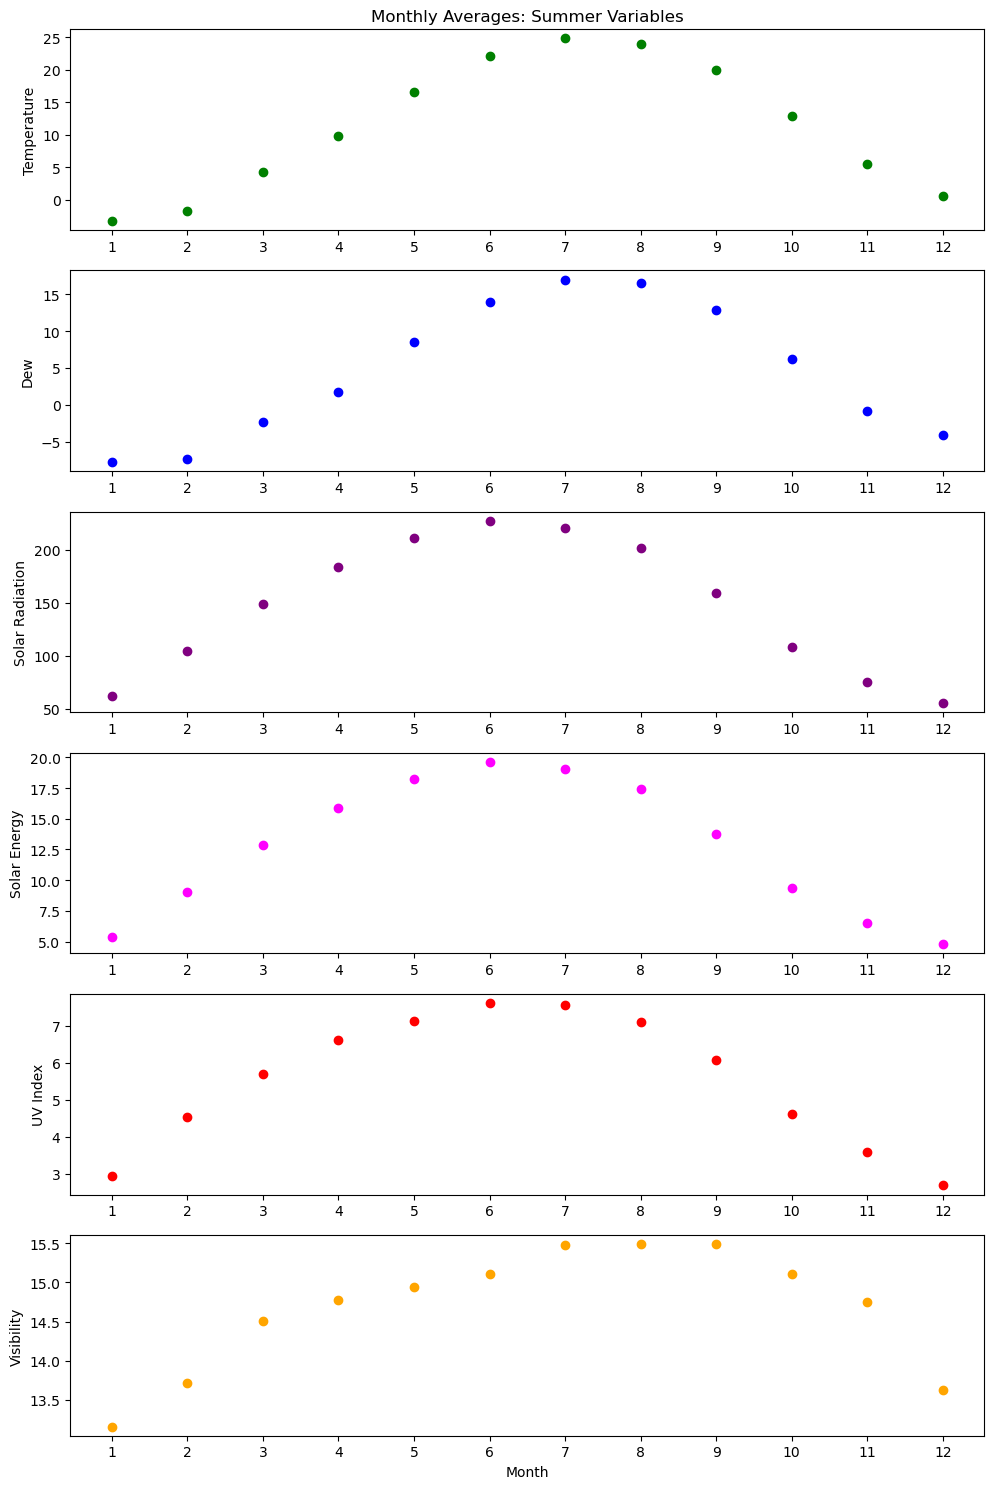 Monthly Averages: Summer Variables
25
20
15
10
5
0
Temperature
1 2 3 4 5 6 7 8 9 10 11 12
15
10
5
0
−5
Dew
1 2 3 4 5 6 7 8 9 10 11 12
200
150
100
50
Solar Radiation
1 2 3 4 5 6 7 8 9 10 11 12
20.0
17.5
15.0
12.5
10.0
7.5
5.0
Solar Energy
1 2 3 4 5 6 7 8 9 10 11 12
7
6
5
4
3
UV Index
1 2 3 4 5 6 7 8 9 10 11 12
15.5
15.0
14.5
14.0
13.5
Visibility
1 2 3 4 5 6 7 8 9 10 11 12
Month